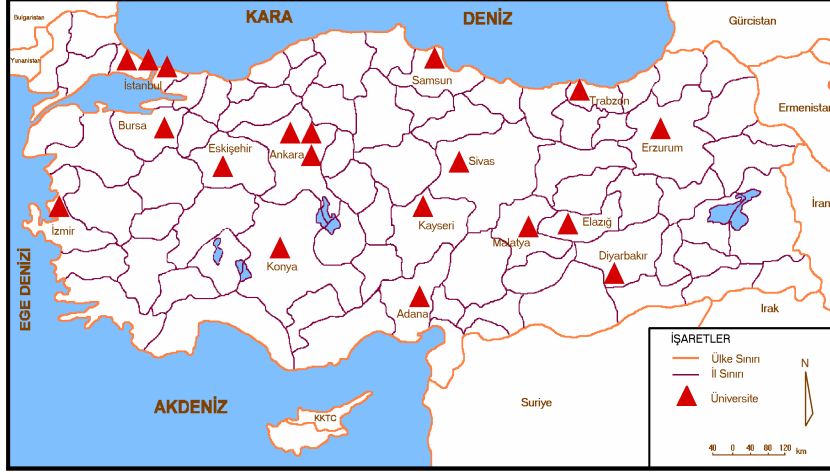 KARA DENİZ
Bulgaristan
Gürcistan
Yunanistan
Samsun
İstanbul
Trabzon
Ermenistan
Bursa
Eskişehir
Ankara
Erzurum
Sivas
İran
İzmir
Kayseri
Elazığ
Malatya
Konya
Diyarbakır
EGE DENİZİ
Adana
Irak
AKDENİZ
KKTC
Suriye
İŞARETLER
Ülke Sınırı
İl Sınırı
Üniversite
N
40 0 40 80 120 km